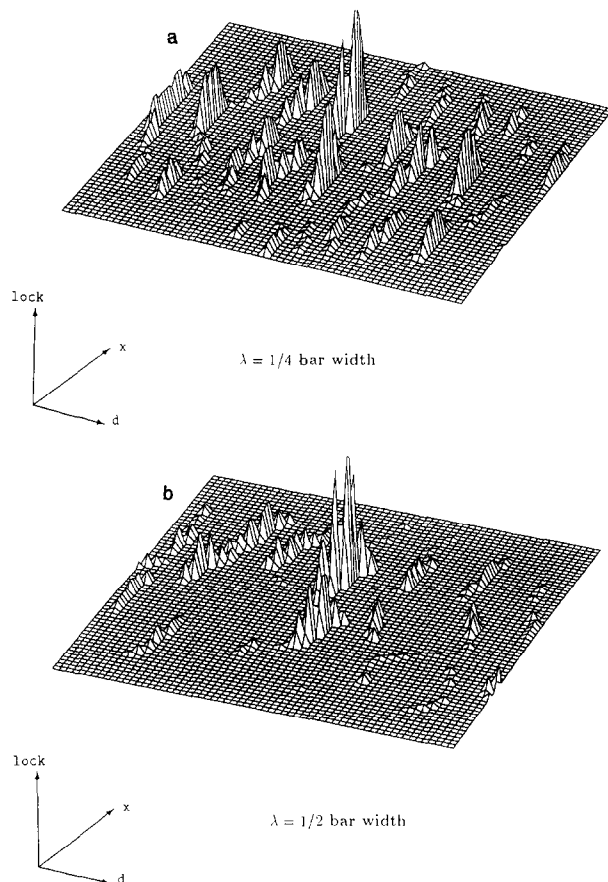 a
lock
x
d
λ = 1/4 bar width
b
lock
x
d
λ = 1/2 bar width